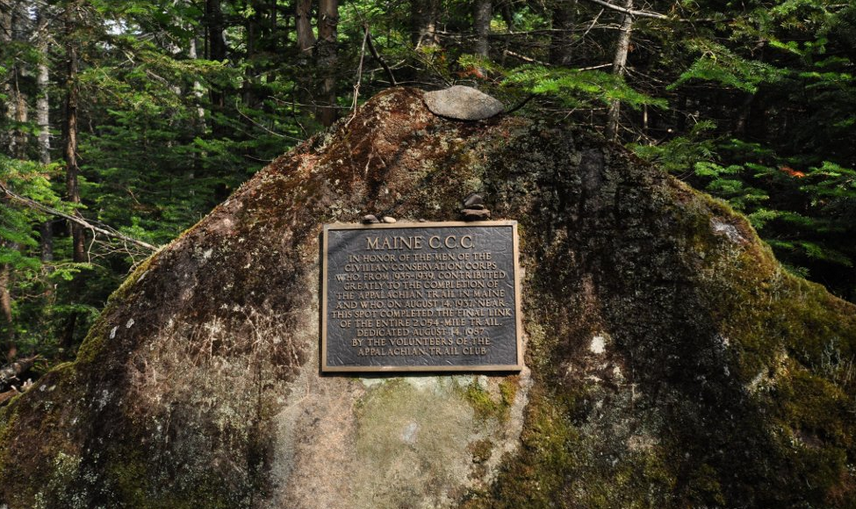 MAINE C.C.C.
IN HONOR OF THE MEN OF THE
CIVILIAN CONSERVATION CORPS
WHO FROM 1935-1939 CONTRIBUTED
GREATLY TO THE COMPLETION OF
THE APPALACHIAN TRAIL IN MAINE
AND WHO ON AUGUST 14, 1937, NEAR
THIS SPOT COMPLETED THE FINAL LINK
OF THE ENTIRE 2054-MILE TRAIL.
DEDICATED AUGUST 14, 1987
BY THE VOLUNTEERS OF THE
APPALACHIAN TRAIL CLUB